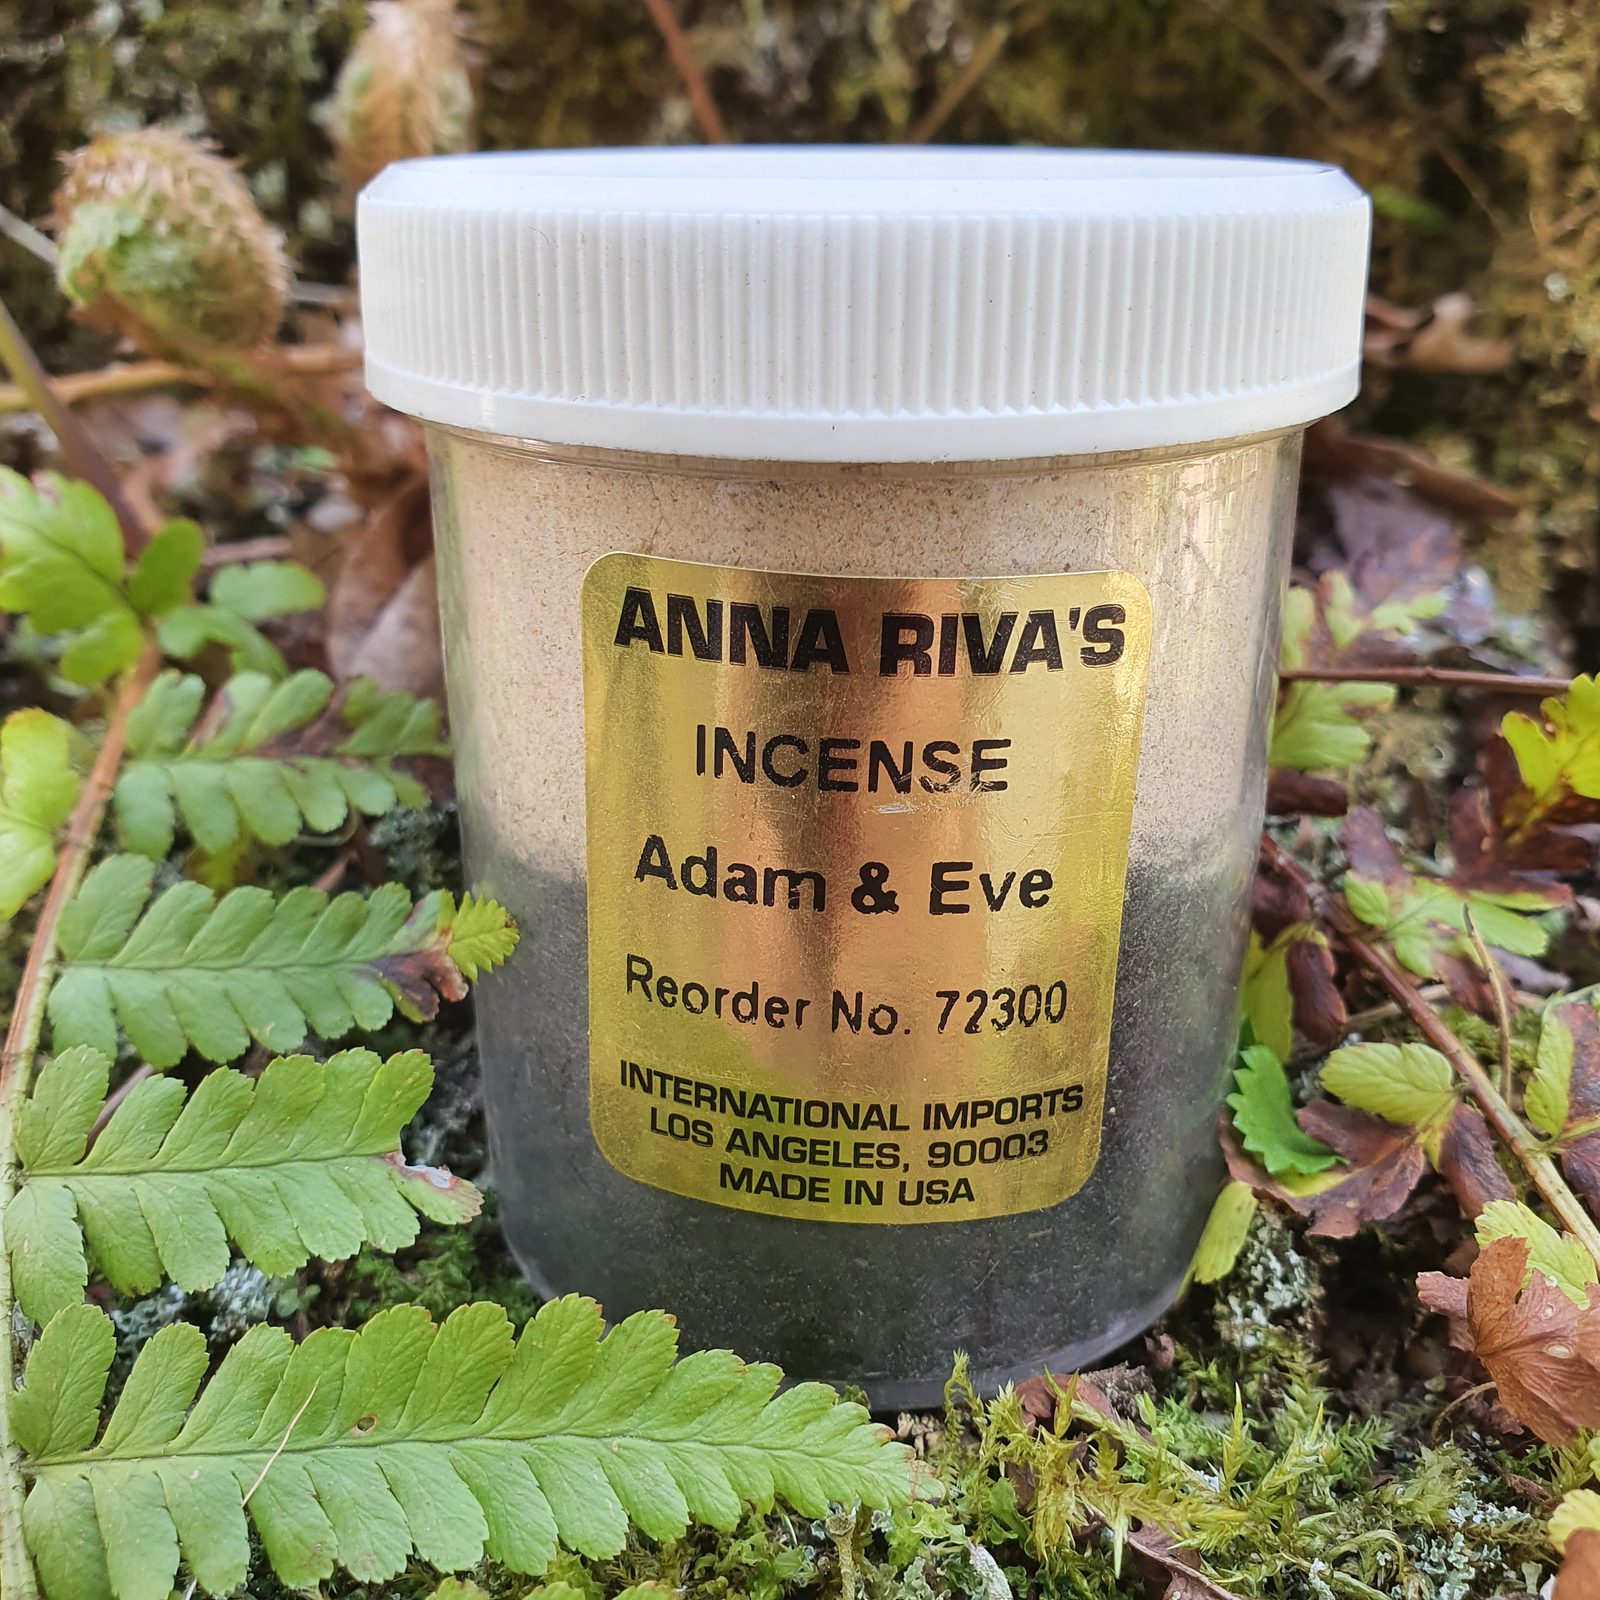 ANNA RIVA'S
INCENSE
Adam & Eve
Reorder No. 72300
INTERNATIONAL IMPORTS
LOS ANGELES, 90003
MADE IN USA